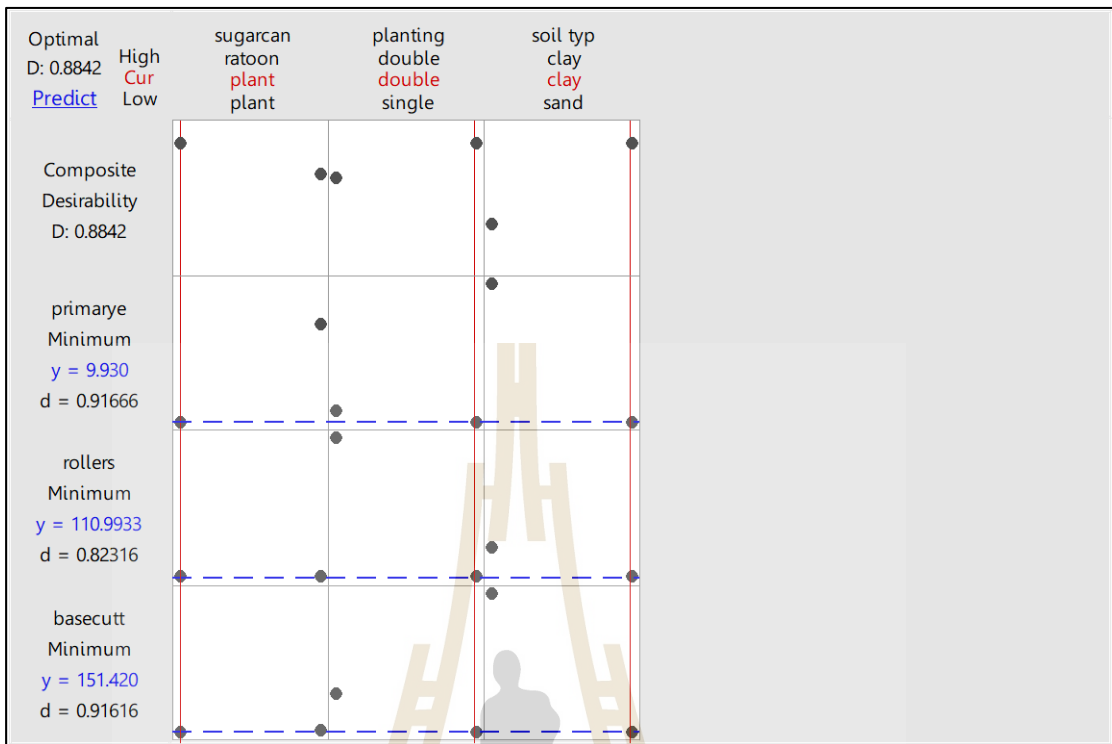 Optimal
D: 0.8842
Predict
High
Cur
Low
sugarcan
ratoon
plant
plant
planting
double
double
single
soil typ
clay
clay
sand
Composite
Desirability
D: 0.8842
primarye
Minimum
y = 9.930
d = 0.91666
rollers
Minimum
y = 110.9933
d = 0.82316
basecutt
Minimum
y = 151.420
d = 0.91616